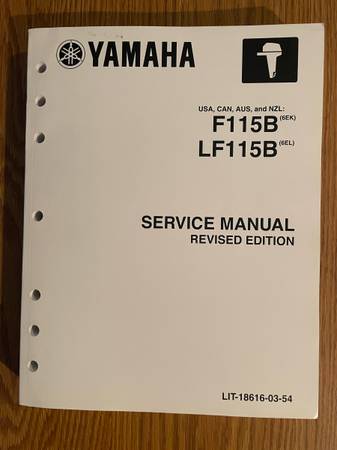 YAMAHA
USA, CAN, AUS, and NZL:
F115B(6EK)
LF115B(6EL)
SERVICE MANUAL
REVISED EDITION
LIT-18616-03-54